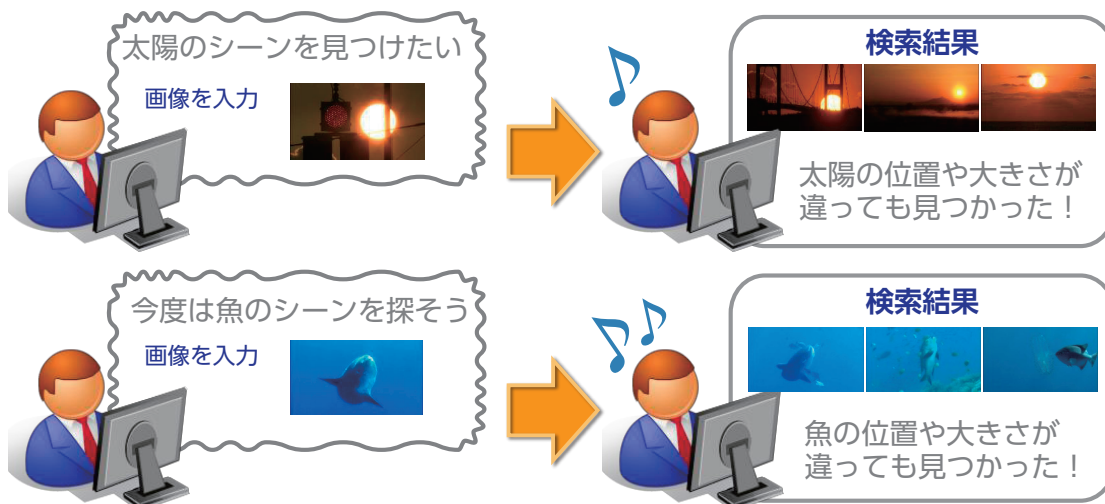 太陽のシーンを見つけたい
画像を入力
検索結果
太陽の位置や大きさが
違っても見つかった！
今度は魚のシーンを探そう
画像を入力
検索結果
魚の位置や大きさが
違っても見つかった！